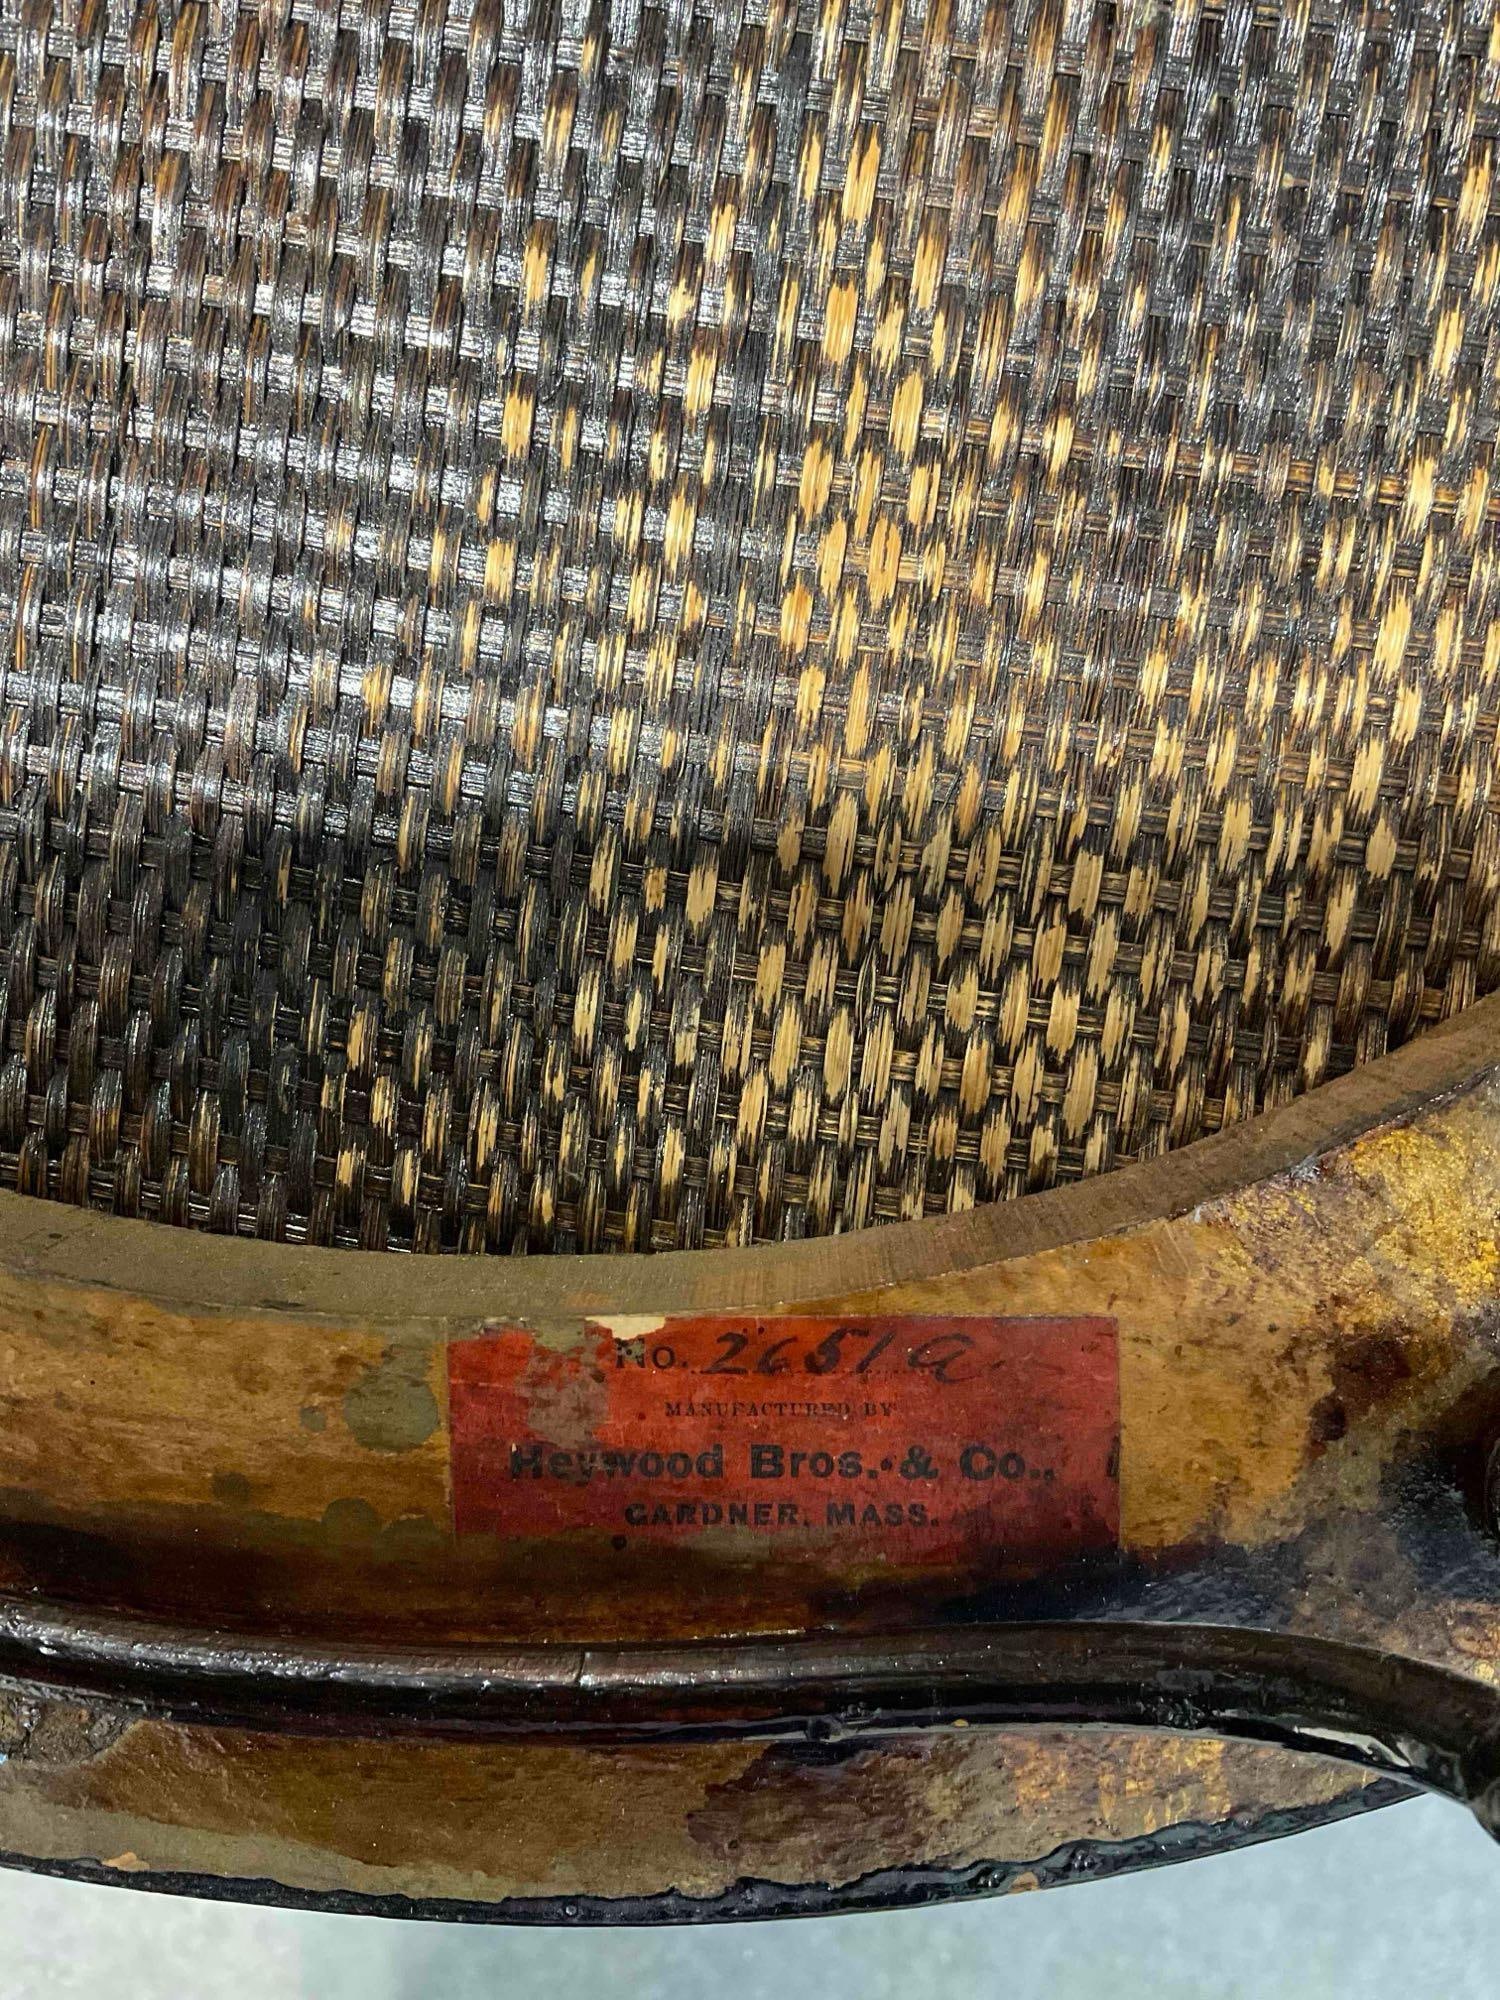 No. 2651 a
MANUFACTURED BY
Heywood Bros. & Co.,
GARDNER, MASS.